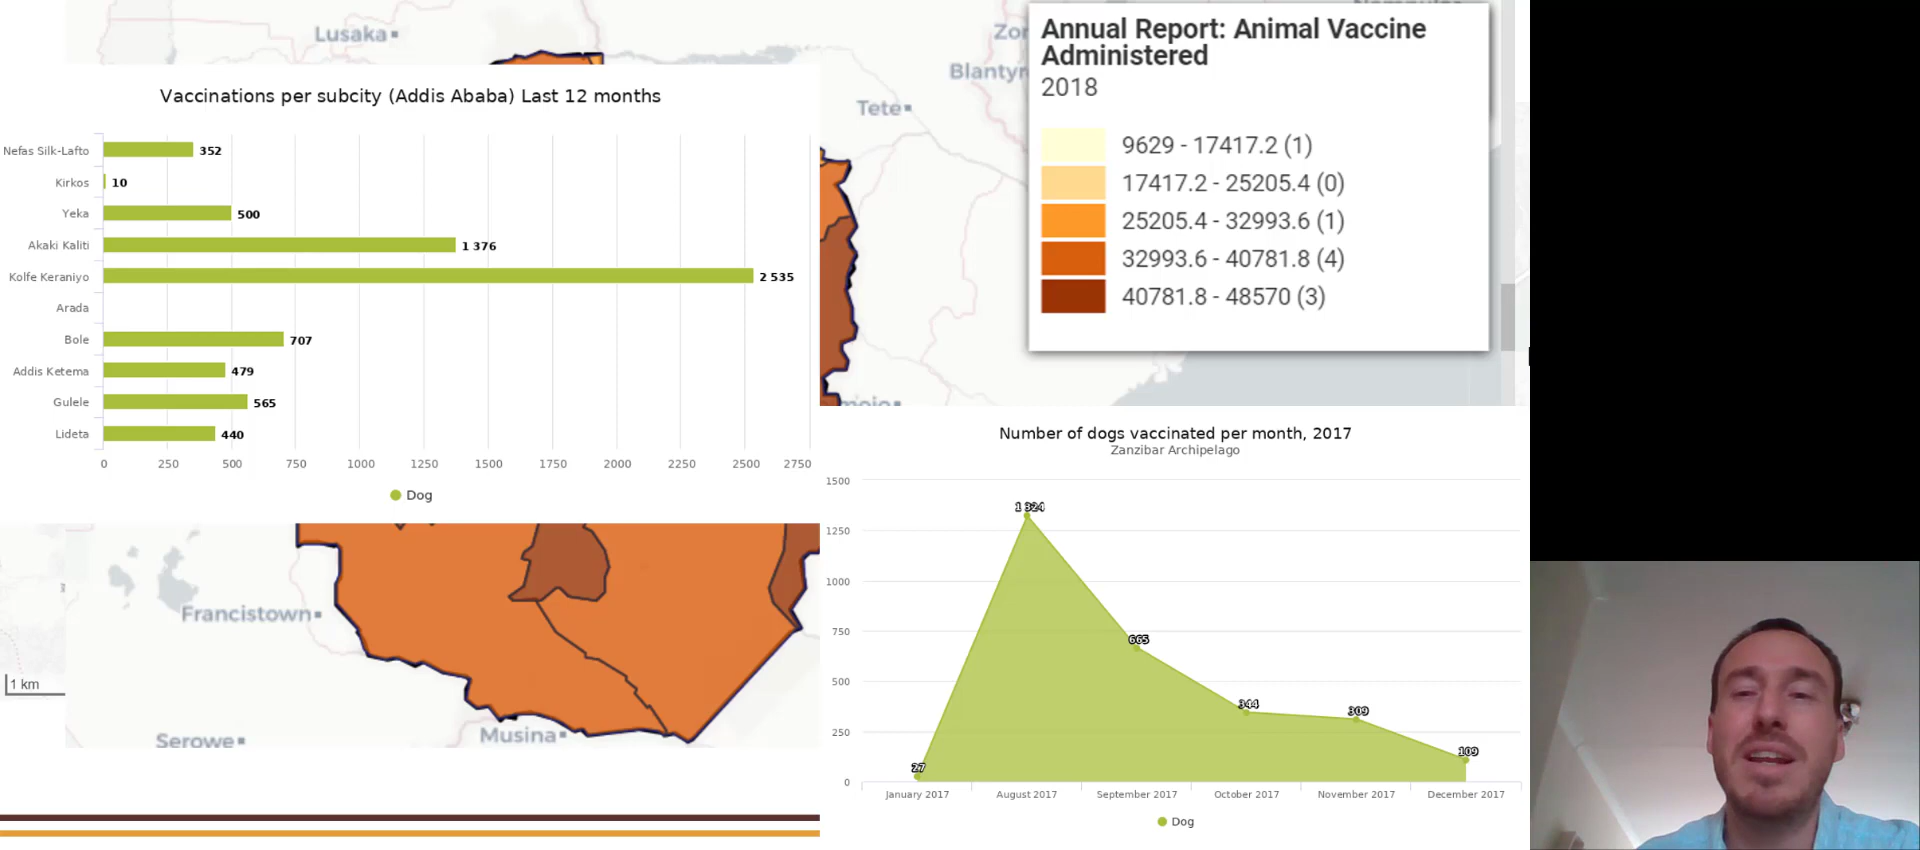 Lusaka
Vaccinations per subcity (Addis Ababa) Last 12 months
Nefas Silk-Lafto 352
Kirkos 10
Yeka 500
Akaki Kaliti 1 376
Kolfe Keraniyo 2 535
Arada
Bole 707
Addis Ketema 479
Gulele 565
Lideta 440
0 250 500 750 1000 1250 1500 1750 2000 2250 2500 2750
Dog
Tete
Annual Report: Animal Vaccine
Administered
2018
9629 - 17417.2 (1)
17417.2 - 25205.4 (0)
25205.4 - 32993.6 (1)
32993.6 - 40781.8 (4)
40781.8 - 48570 (3)
Francistown
1 km
Serowe
Musina
Number of dogs vaccinated per month, 2017
Zanzibar Archipelago
1500
1250
1000
750
500
250
0
1 324
665
344
309
109
27
January 2017 August 2017 September 2017 October 2017 November 2017 December 2017
Dog